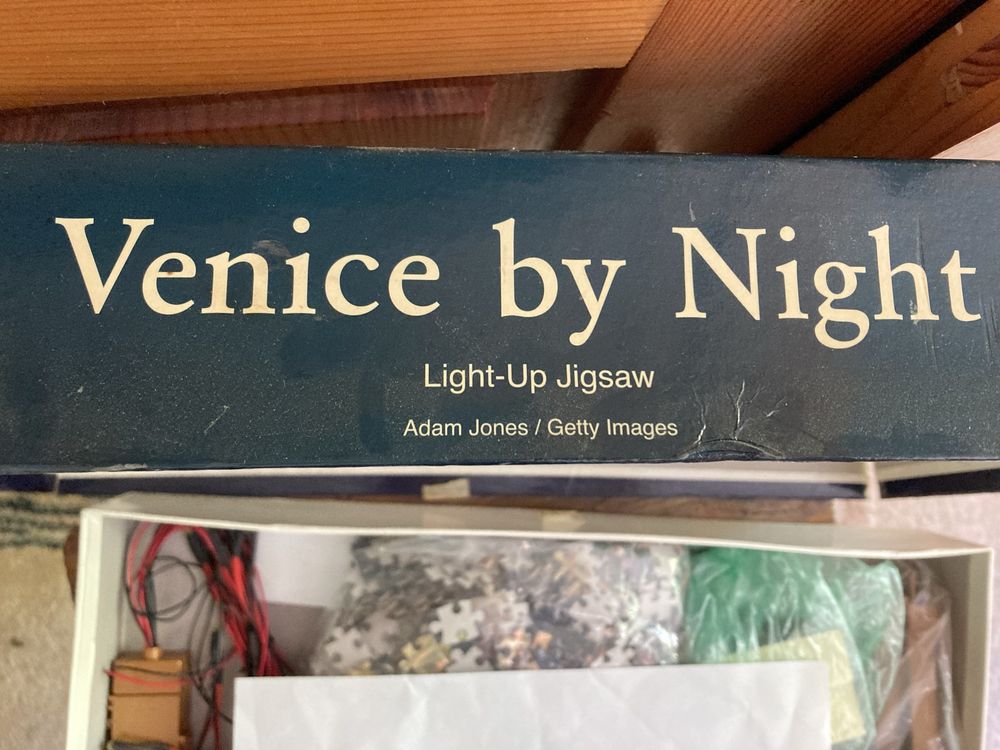 Venice by Night
Light-Up Jigsaw
Adam Jones / Getty Images